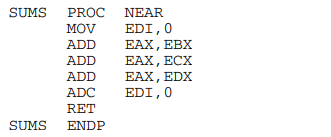 SUMS PROC NEAR
MOV EDI,0
ADD EAX,EBX
ADD EAX,ECX
ADD EAX,EDX
ADC EDI,0
RET
SUMS ENDP